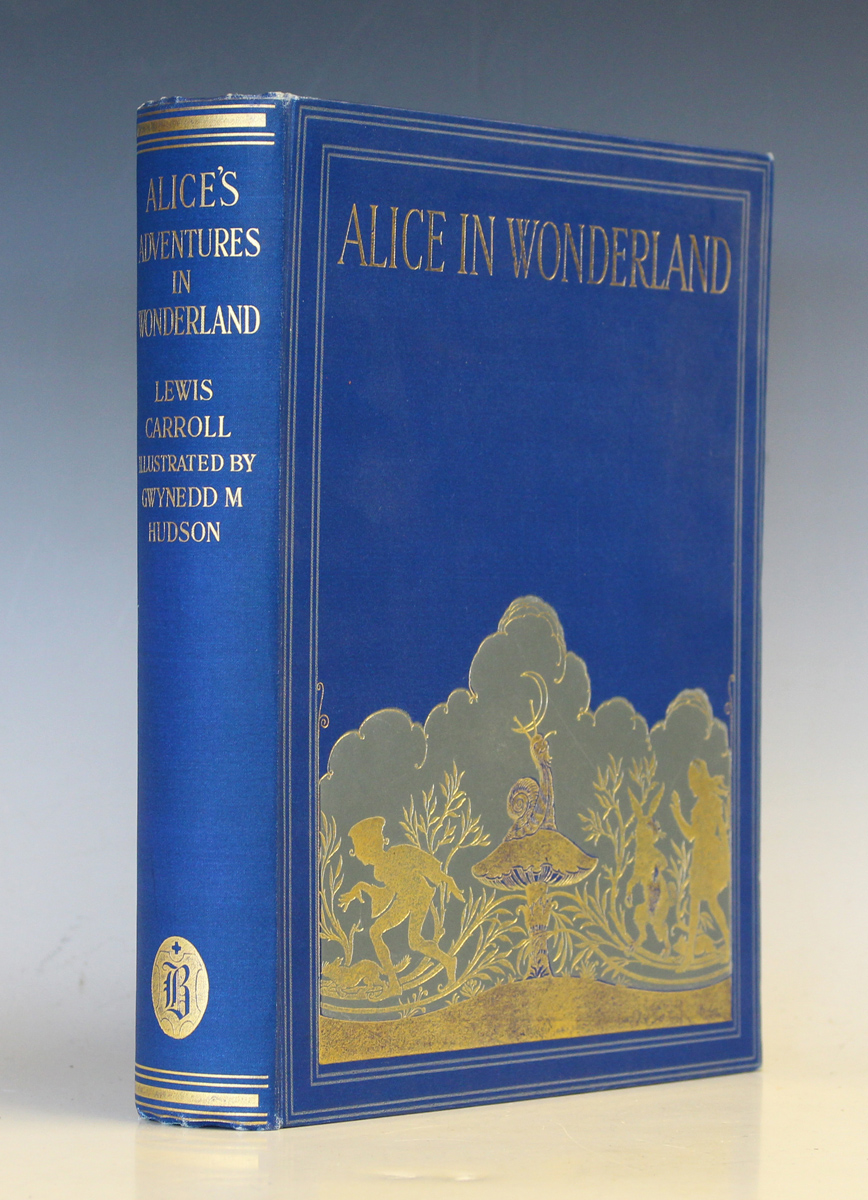 ALICE'S
ADVENTURES
IN
WONDERLAND
LEWIS
CARROLL
ILLUSTRATED BY
GWYNEDD M
HUDSON
B
ALICE IN WONDERLAND